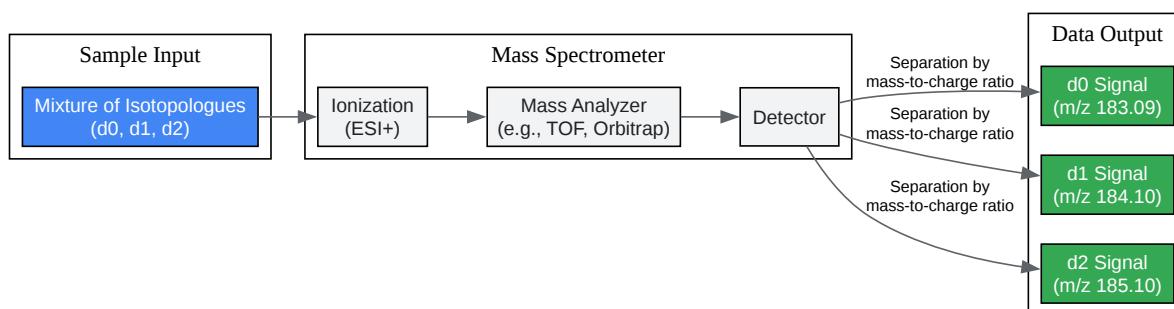 Sample Input
Mixture of Isotopologues
(d0, d1, d2)
Mass Spectrometer
Ionization
(ESI+)
Mass Analyzer
(e.g., TOF, Orbitrap)
Detector
Separation by
mass-to-charge ratio
Separation by
mass-to-charge ratio
Separation by
mass-to-charge ratio
Data Output
d0 Signal
(m/z 183.09)
d1 Signal
(m/z 184.10)
d2 Signal
(m/z 185.10)